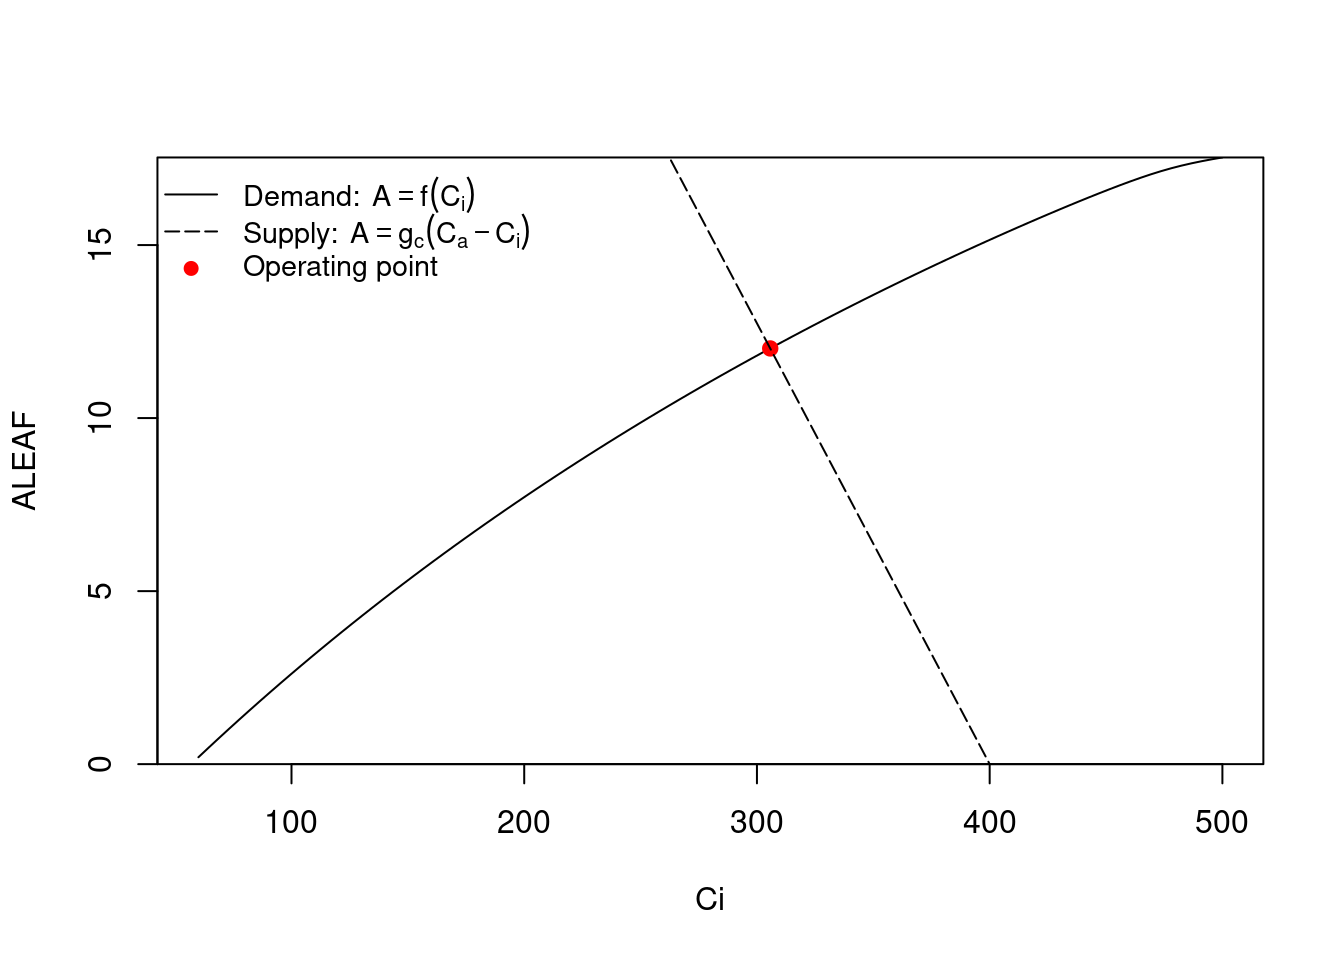 Demand: A = f(Ci)
Supply: A = gc(Ca − Ci)
Operating point
ALEAF
15
10
5
0
100 200 300 400 500
Ci